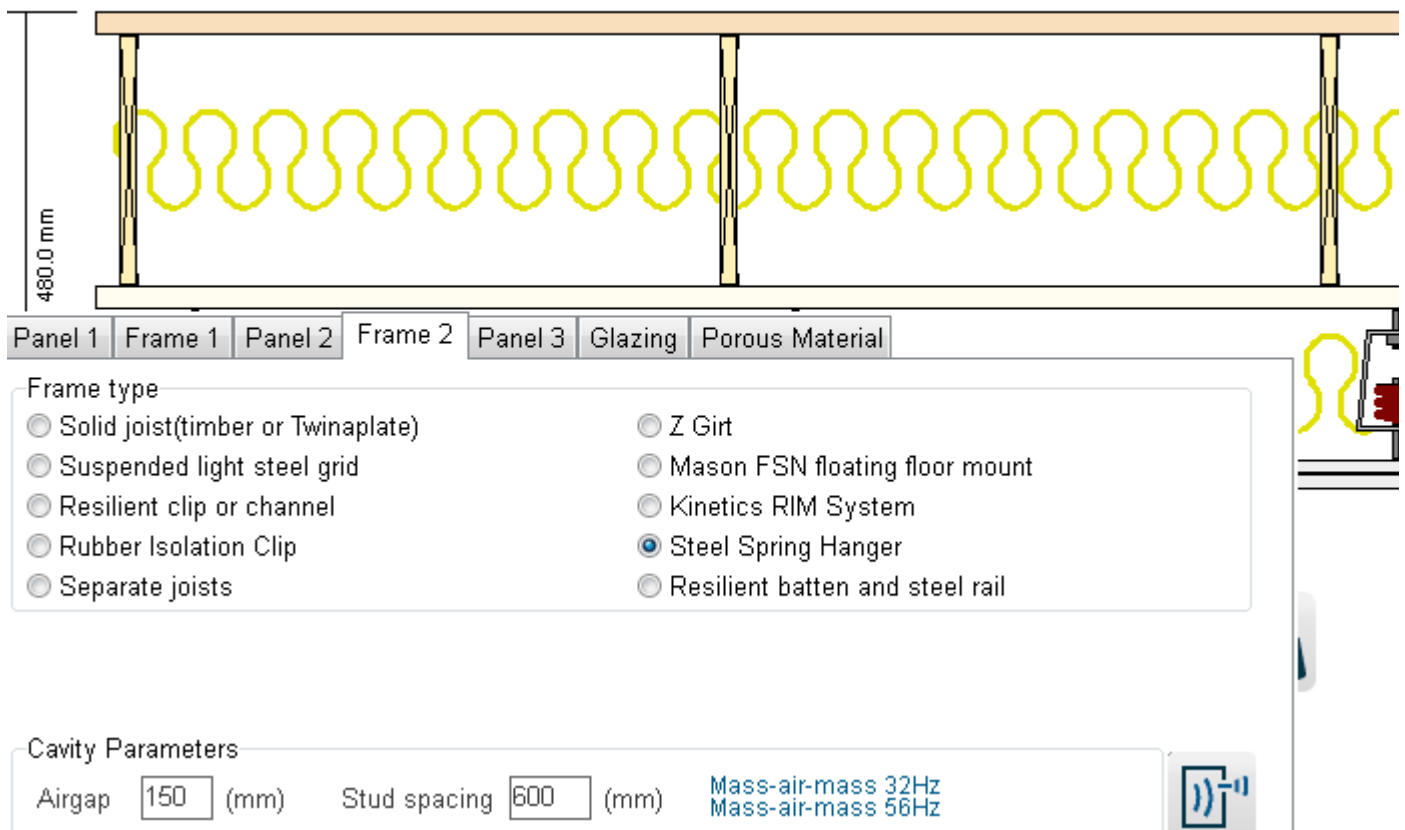 480.0 mm
Panel 1 Frame 1 Panel 2 Frame 2 Panel 3 Glazing Porous Material
Frame type
Solid joist(timber or Twinaplate) Z Girt
Suspended light steel grid Mason FSN floating floor mount
Resilient clip or channel Kinetics RIM System
Rubber Isolation Clip Steel Spring Hanger
Separate joists Resilient batten and steel rail
Cavity Parameters
Airgap 150 (mm) Stud spacing 600 (mm) Mass-air-mass 32Hz
Mass-air-mass 56Hz